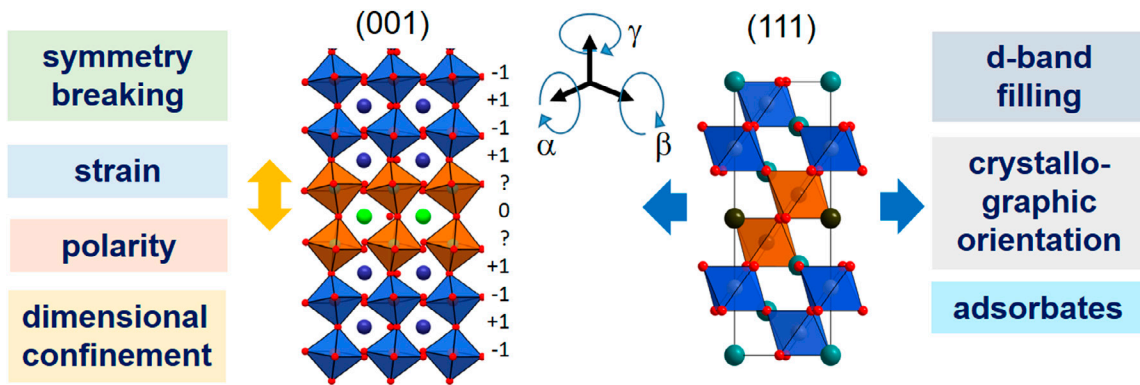 symmetry
breaking
strain
polarity
dimensional
confinement
(001)
-1
+1
-1
+1
?
0
?
+1
-1
+1
-1
γ
α
β
(111)
d-band
filling
crystallo-
graphic
orientation
adsorbates